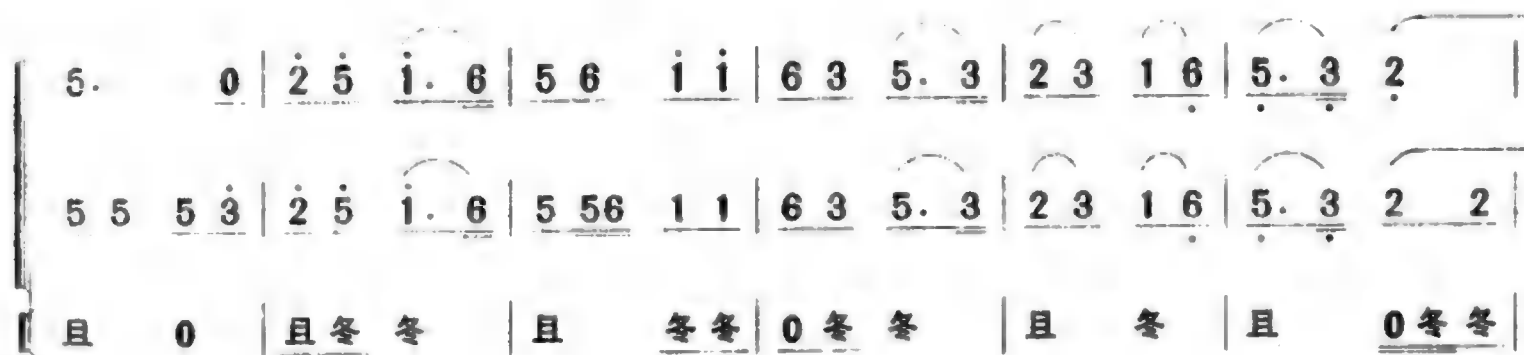 5. 0 | 2̇ 5̇ 1̇. 6 | 5 6 1̇ 1̇ | 6 3 5. 3 | 2 3 1 6̣ | 5̣. 3̣ 2̣ |
5 5 5 3̇ | 2̇ 5̇ 1̇. 6 | 5 56 1 1 | 6 3 5. 3 | 2 3 1 6̣ | 5̣. 3̣ 2 2 |
且 0 | 且冬 冬 | 且 冬冬 | 0冬 冬 | 且 冬 | 且 0冬冬 |